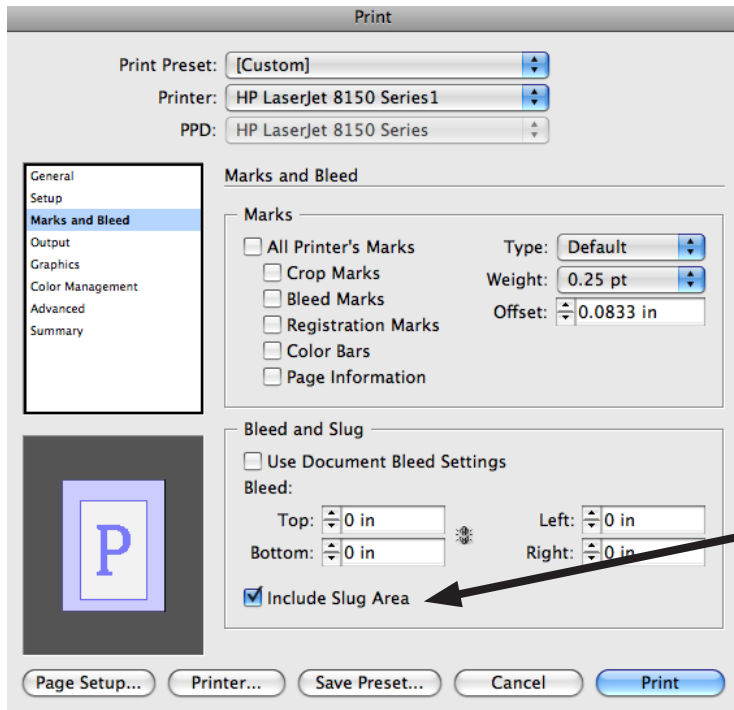 Print
Print Preset: [Custom]
Printer: HP LaserJet 8150 Series1
PPD: HP LaserJet 8150 Series
General
Setup
Marks and Bleed
Output
Graphics
Color Management
Advanced
Summary
Marks and Bleed
Marks
All Printer's Marks
Crop Marks
Bleed Marks
Registration Marks
Color Bars
Page Information
Type: Default
Weight: 0.25 pt
Offset: 0.0833 in
P
Bleed and Slug
Use Document Bleed Settings
Bleed:
Top: 0 in Left: 0 in
Bottom: 0 in Right: 0 in
Include Slug Area
Page Setup... Printer... Save Preset... Cancel Print